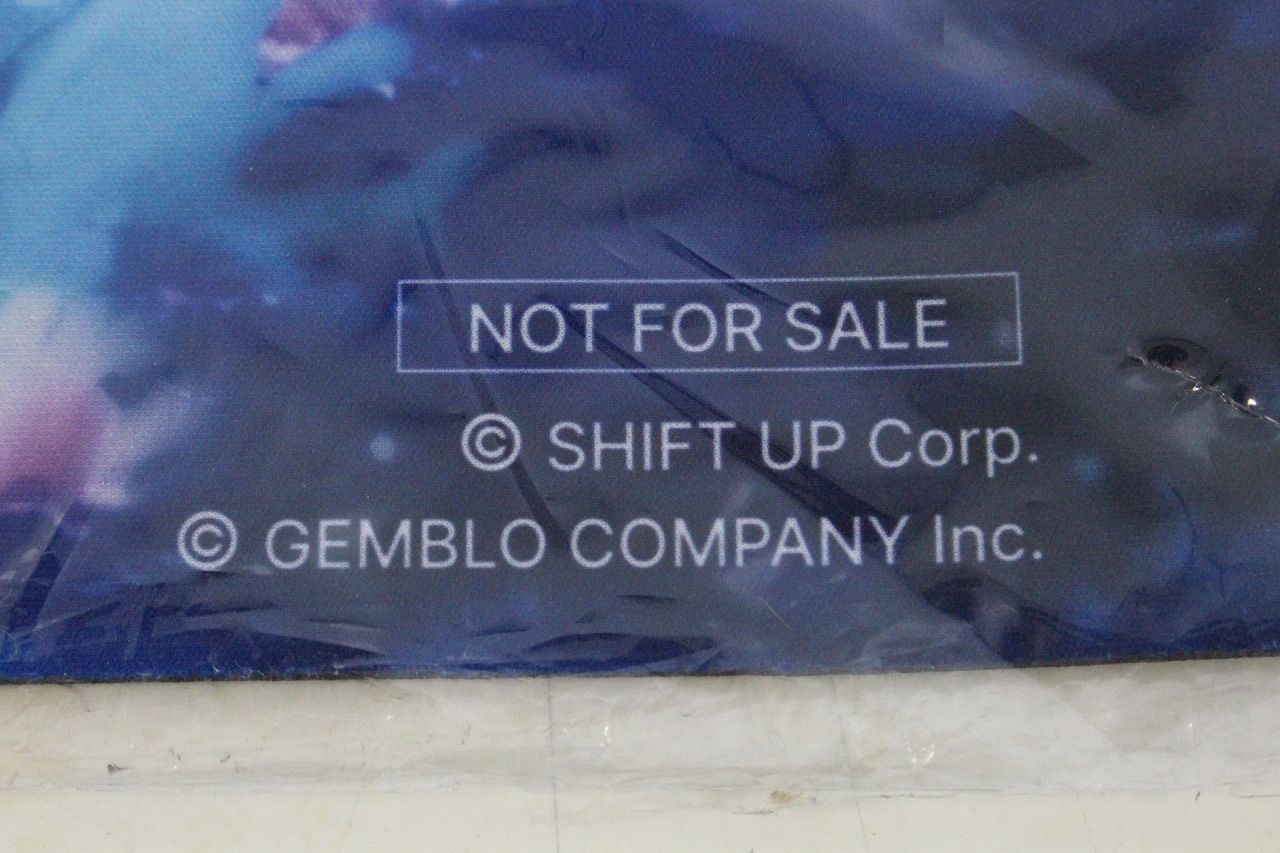 NOT FOR SALE
© SHIFT UP Corp.
© GEMBLO COMPANY Inc.